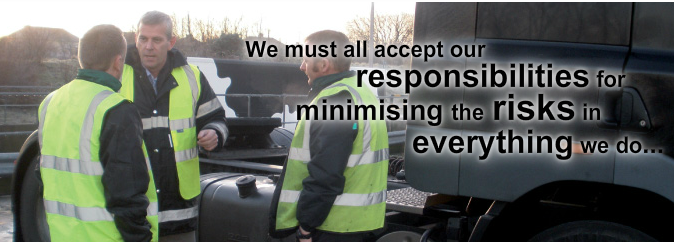 We must all accept our
responsibilities for
minimising the risks in
everything we do...